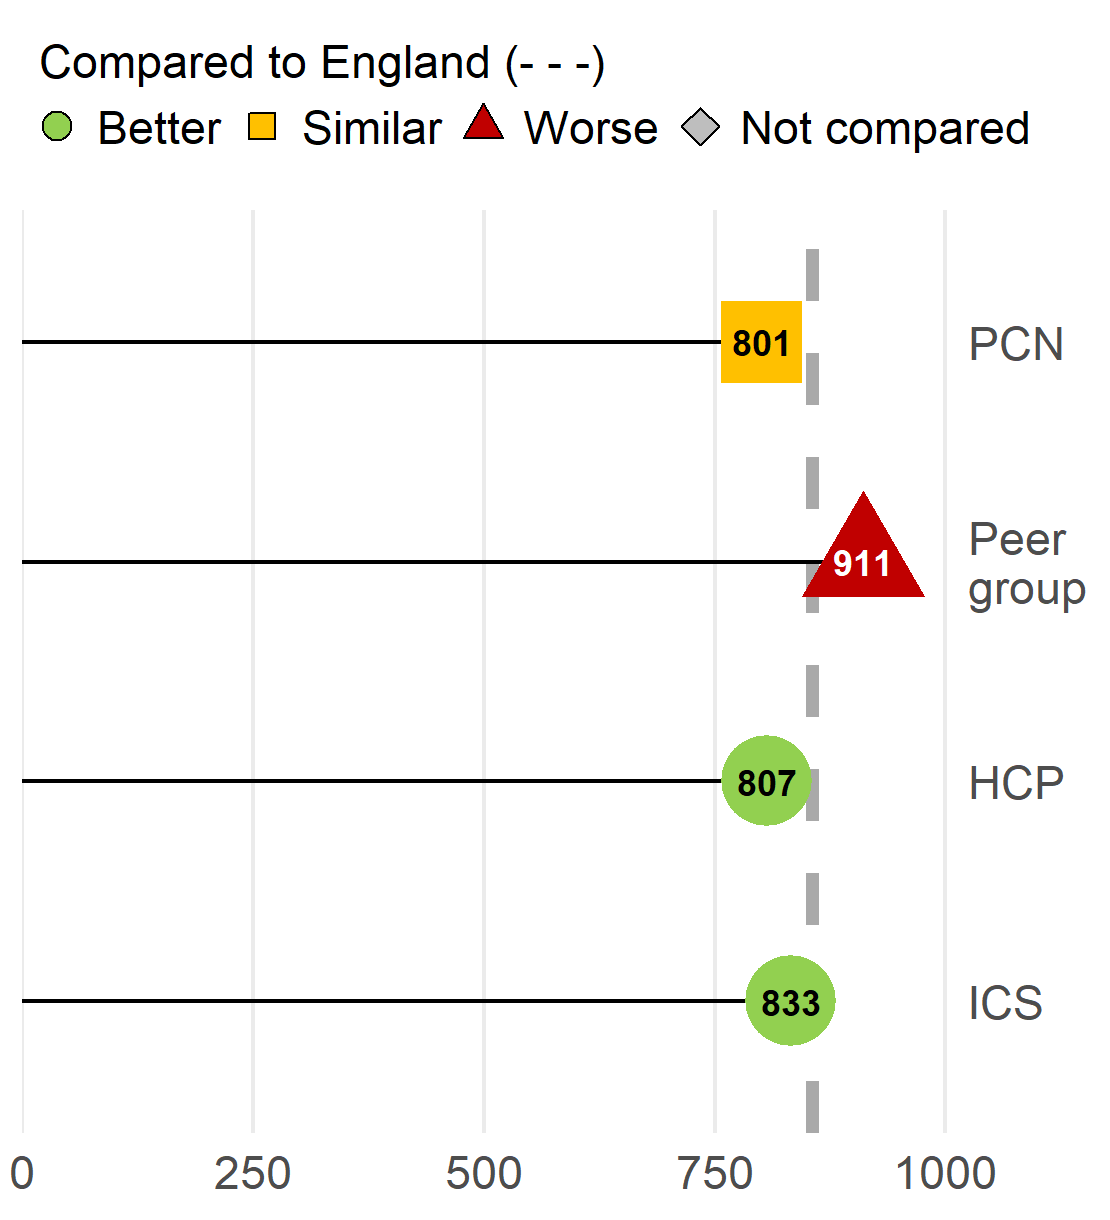 Compared to England (- - -)
Better Similar Worse Not compared
801 PCN
911 Peer
group
807 HCP
833 ICS
0 250 500 750 1000